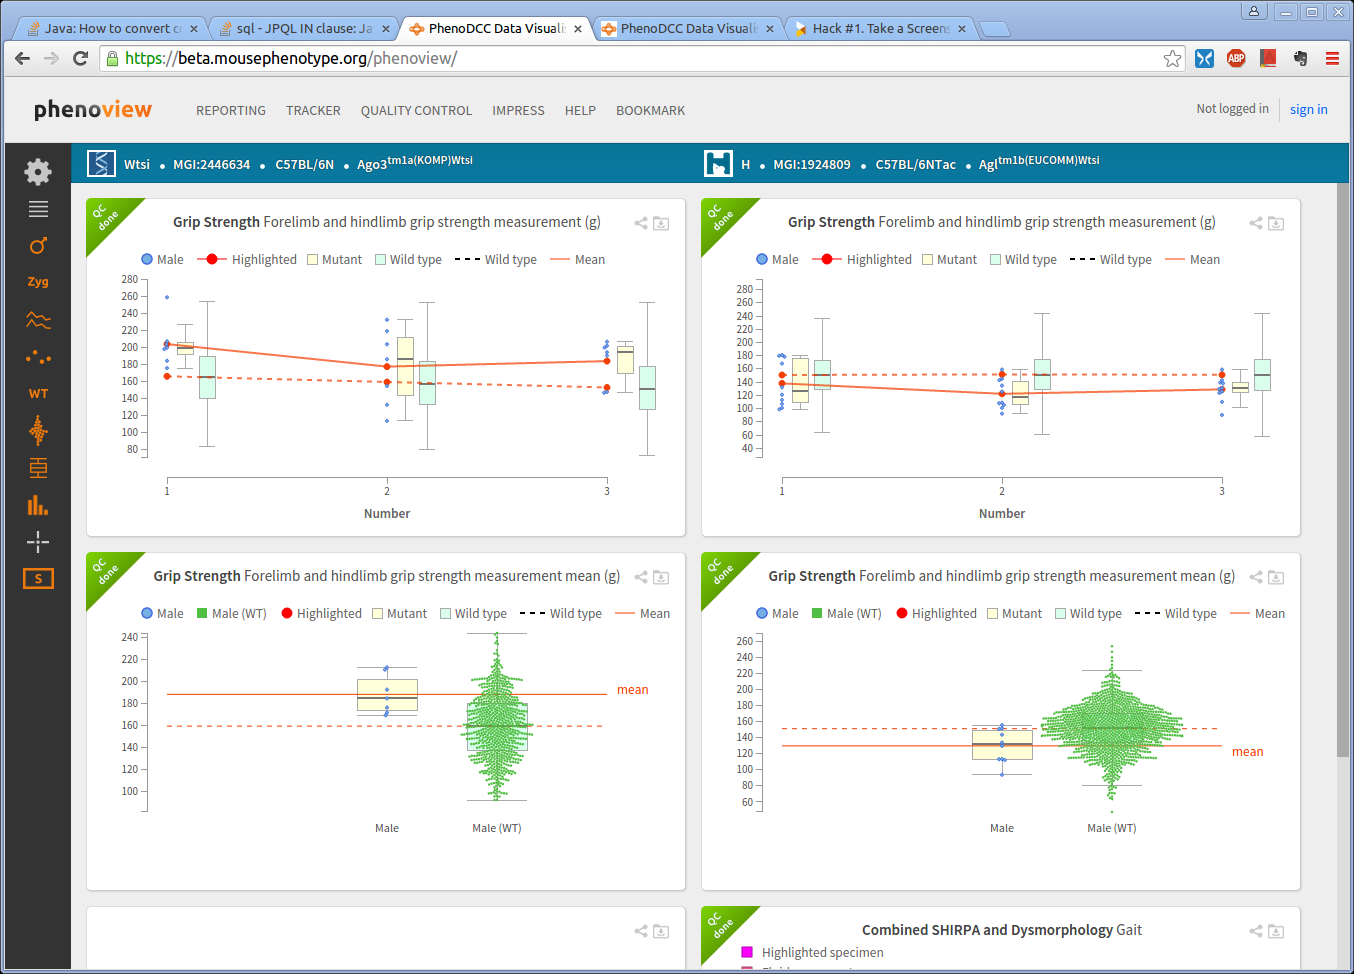 Java: How to convert c
sql - JPQL IN clause: Ja
PhenoDCC Data Visuali
PhenoDCC Data Visuali
Hack #1. Take a Screens
https://beta.mousephenotype.org/phenoview/
ABP
phenoview
REPORTING TRACKER QUALITY CONTROL IMPRESS HELP BOOKMARK
Not logged in sign in
Wtsi • MGI:2446634 • C57BL/6N • Ago3tm1a(KOMP)Wtsi
H • MGI:1924809 • C57BL/6NTac • Agltm1b(EUCOMM)Wtsi
Zyg
WT
S
QC done
Grip Strength Forelimb and hindlimb grip strength measurement (g)
Male Highlighted Mutant Wild type Wild type Mean
280
260
240
220
200
180
160
140
120
100
80
1 2 3
Number
QC done
Grip Strength Forelimb and hindlimb grip strength measurement (g)
Male Highlighted Mutant Wild type Wild type Mean
280
260
240
220
200
180
160
140
120
100
80
60
40
1 2 3
Number
QC done
Grip Strength Forelimb and hindlimb grip strength measurement mean (g)
Male Male (WT) Highlighted Mutant Wild type Wild type Mean
240
220
200
180
160
140
120
100
mean
Male Male (WT)
QC done
Grip Strength Forelimb and hindlimb grip strength measurement mean (g)
Male Male (WT) Highlighted Mutant Wild type Wild type Mean
260
240
220
200
180
160
140
120
100
80
60
mean
Male Male (WT)
QC done
Combined SHIRPA and Dysmorphology Gait
Highlighted specimen